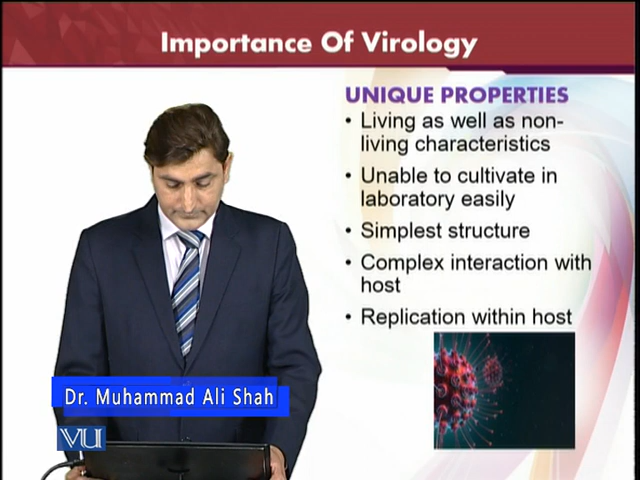 Importance Of Virology
UNIQUE PROPERTIES
• Living as well as non-
living characteristics
• Unable to cultivate in
laboratory easily
• Simplest structure
• Complex interaction with
host
• Replication within host
Dr. Muhammad Ali Shah
VU